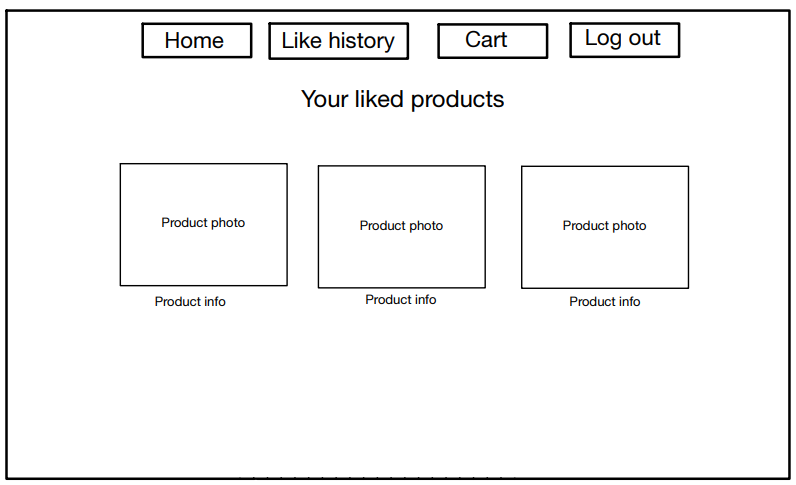 Home
Like history
Cart
Log out
Your liked products
Product photo
Product photo
Product photo
Product info
Product info
Product info